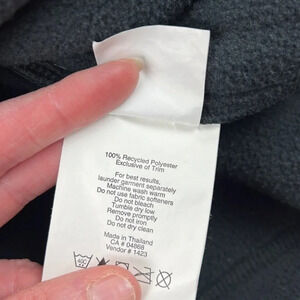 100% Recycled Polyester
Exclusive of Trim
For best results,
launder garment separately
Machine wash warm
Do not use fabric softeners
Do not bleach
Tumble dry low
Remove promptly
Do not iron
Do not dry clean
Made in Thailand
CA # 04868
Vendor # 1423